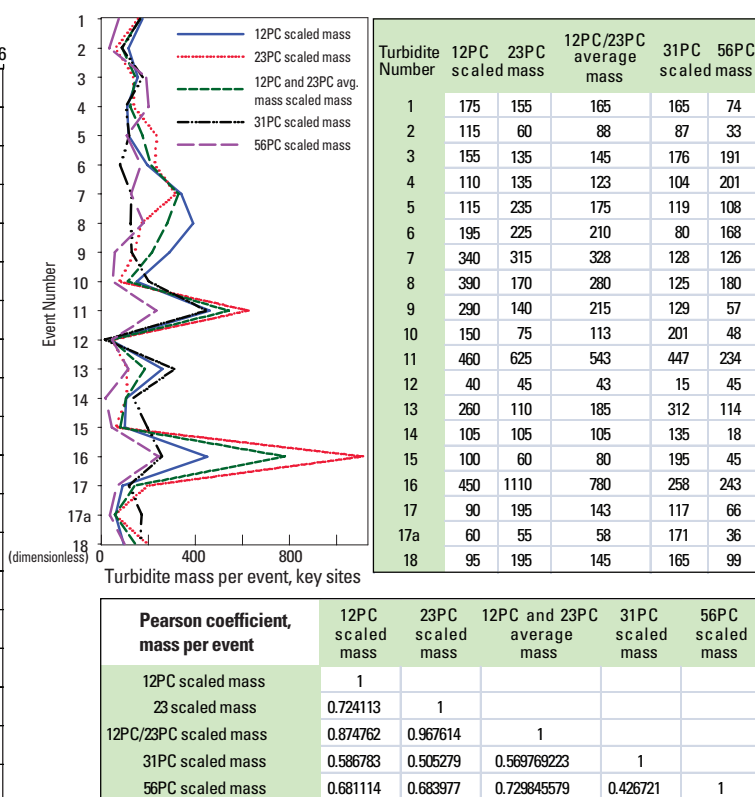 6
1
2
3
4
5
6
7
8
9
10
11
12
13
14
15
16
17
17a
18
Event Number
(dimensionless)
0 400 800
Turbidite mass per event, key sites
12PC scaled mass
23PC scaled mass
12PC and 23PC avg.
mass scaled mass
31PC scaled mass
56PC scaled mass
Turbidite Number 12PC 23PC scaled mass 12PC/23PC average mass 31PC 56PC scaled mass
1 175 155 165 165 74
2 115 60 88 87 33
3 155 135 145 176 191
4 110 135 123 104 201
5 115 235 175 119 108
6 195 225 210 80 168
7 340 315 328 128 126
8 390 170 280 125 180
9 290 140 215 129 57
10 150 75 113 201 48
11 460 625 543 447 234
12 40 45 43 15 45
13 260 110 185 312 114
14 105 105 105 135 18
15 100 60 80 195 45
16 450 1110 780 258 243
17 90 195 143 117 66
17a 60 55 58 171 36
18 95 195 145 165 99
Pearson coefficient, mass per event 12PC scaled mass 23PC scaled mass 12PC and 23PC average mass 31PC scaled mass 56PC scaled mass
12PC scaled mass 1
23 scaled mass 0.724113 1
12PC/23PC scaled mass 0.874762 0.967614 1
31PC scaled mass 0.586783 0.505279 0.569769223 1
56PC scaled mass 0.681114 0.683977 0.729845579 0.426721 1